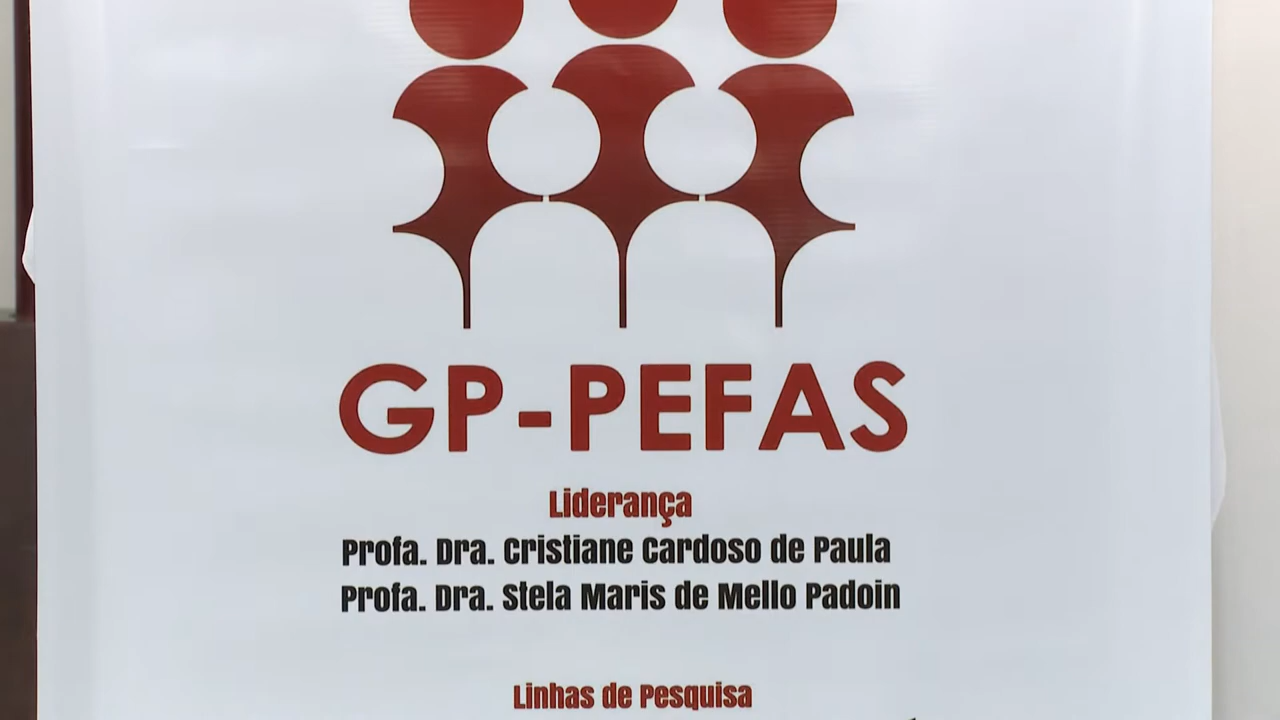 GP-PEFAS
Liderança
Profa. Dra. Cristiane Cardoso de Paula
Profa. Dra. Stela Maris de Mello Padoin
Linhas de Pesquisa